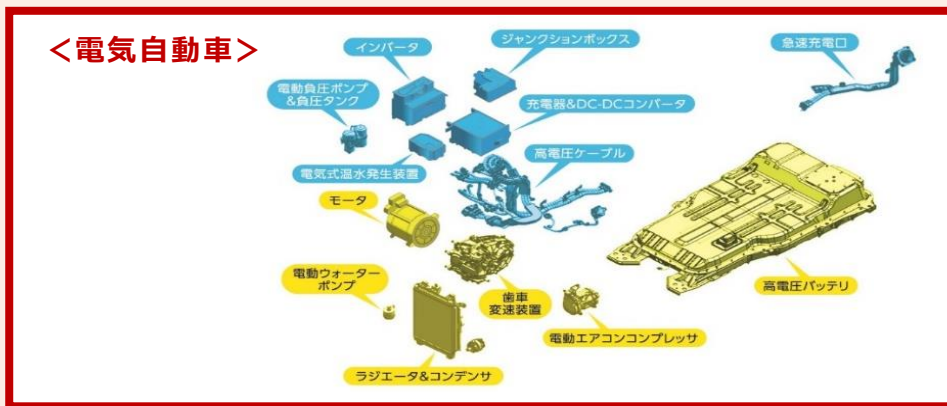 ＜電気自動車＞
インバータ
ジャンクションボックス
急速充電口
電動負圧ポンプ
&負圧タンク
充電器&DC-DCコンバータ
電気式温水発生装置
高電圧ケーブル
モータ
電動ウォーター
ポンプ
歯車
変速装置
高電圧バッテリ
電動エアコンコンプレッサ
ラジエータ&コンデンサ